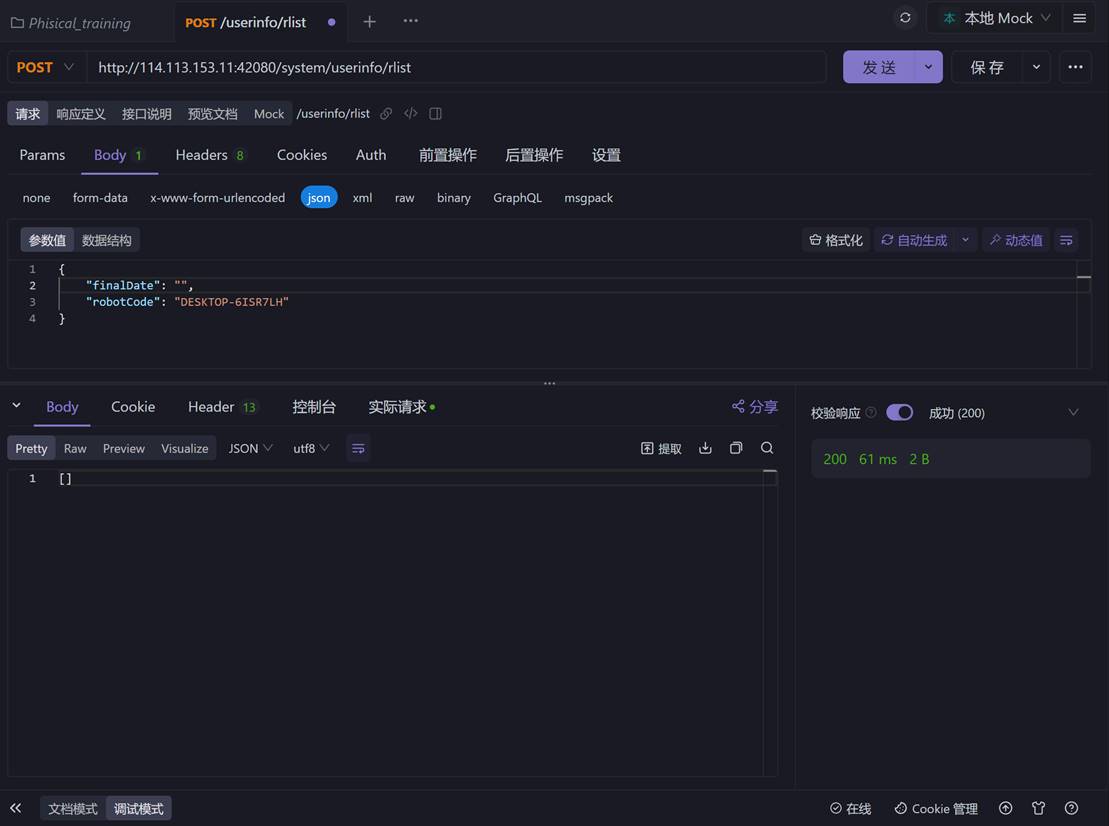 Phisical_training
POST /userinfo/rlist
本 本地 Mock
POST http://114.113.153.11:42080/system/userinfo/rlist
发 送
保 存
请求 响应定义 接口说明 预览文档 Mock /userinfo/rlist
Params Body 1 Headers 8 Cookies Auth 前置操作 后置操作 设置
none form-data x-www-form-urlencoded json xml raw binary GraphQL msgpack
参数值 数据结构 格式化 自动生成 动态值
1 {
2 "finalDate": "",
3 "robotCode": "DESKTOP-6ISR7LH"
4 }
Body Cookie Header 13 控制台 实际请求 分享
校验响应 成功 (200)
Pretty Raw Preview Visualize JSON utf8 提取
200 61 ms 2 B
1 []
文档模式 调试模式 在线 Cookie 管理